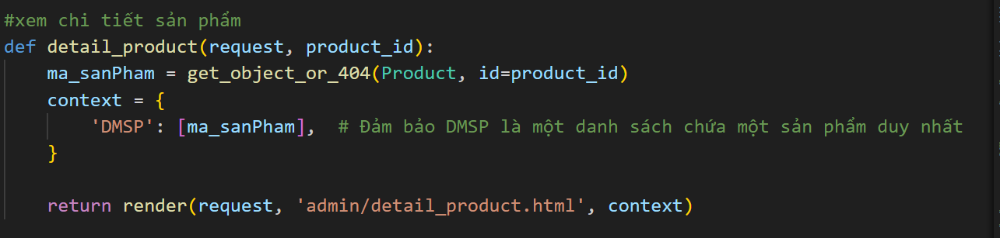 #xem chi tiết sản phẩm
def detail_product(request, product_id):
    ma_sanPham = get_object_or_404(Product, id=product_id)
    context = {
        'DMSP': [ma_sanPham],  # Đảm bảo DMSP là một danh sách chứa một sản phẩm duy nhất
    }
    return render(request, 'admin/detail_product.html', context)